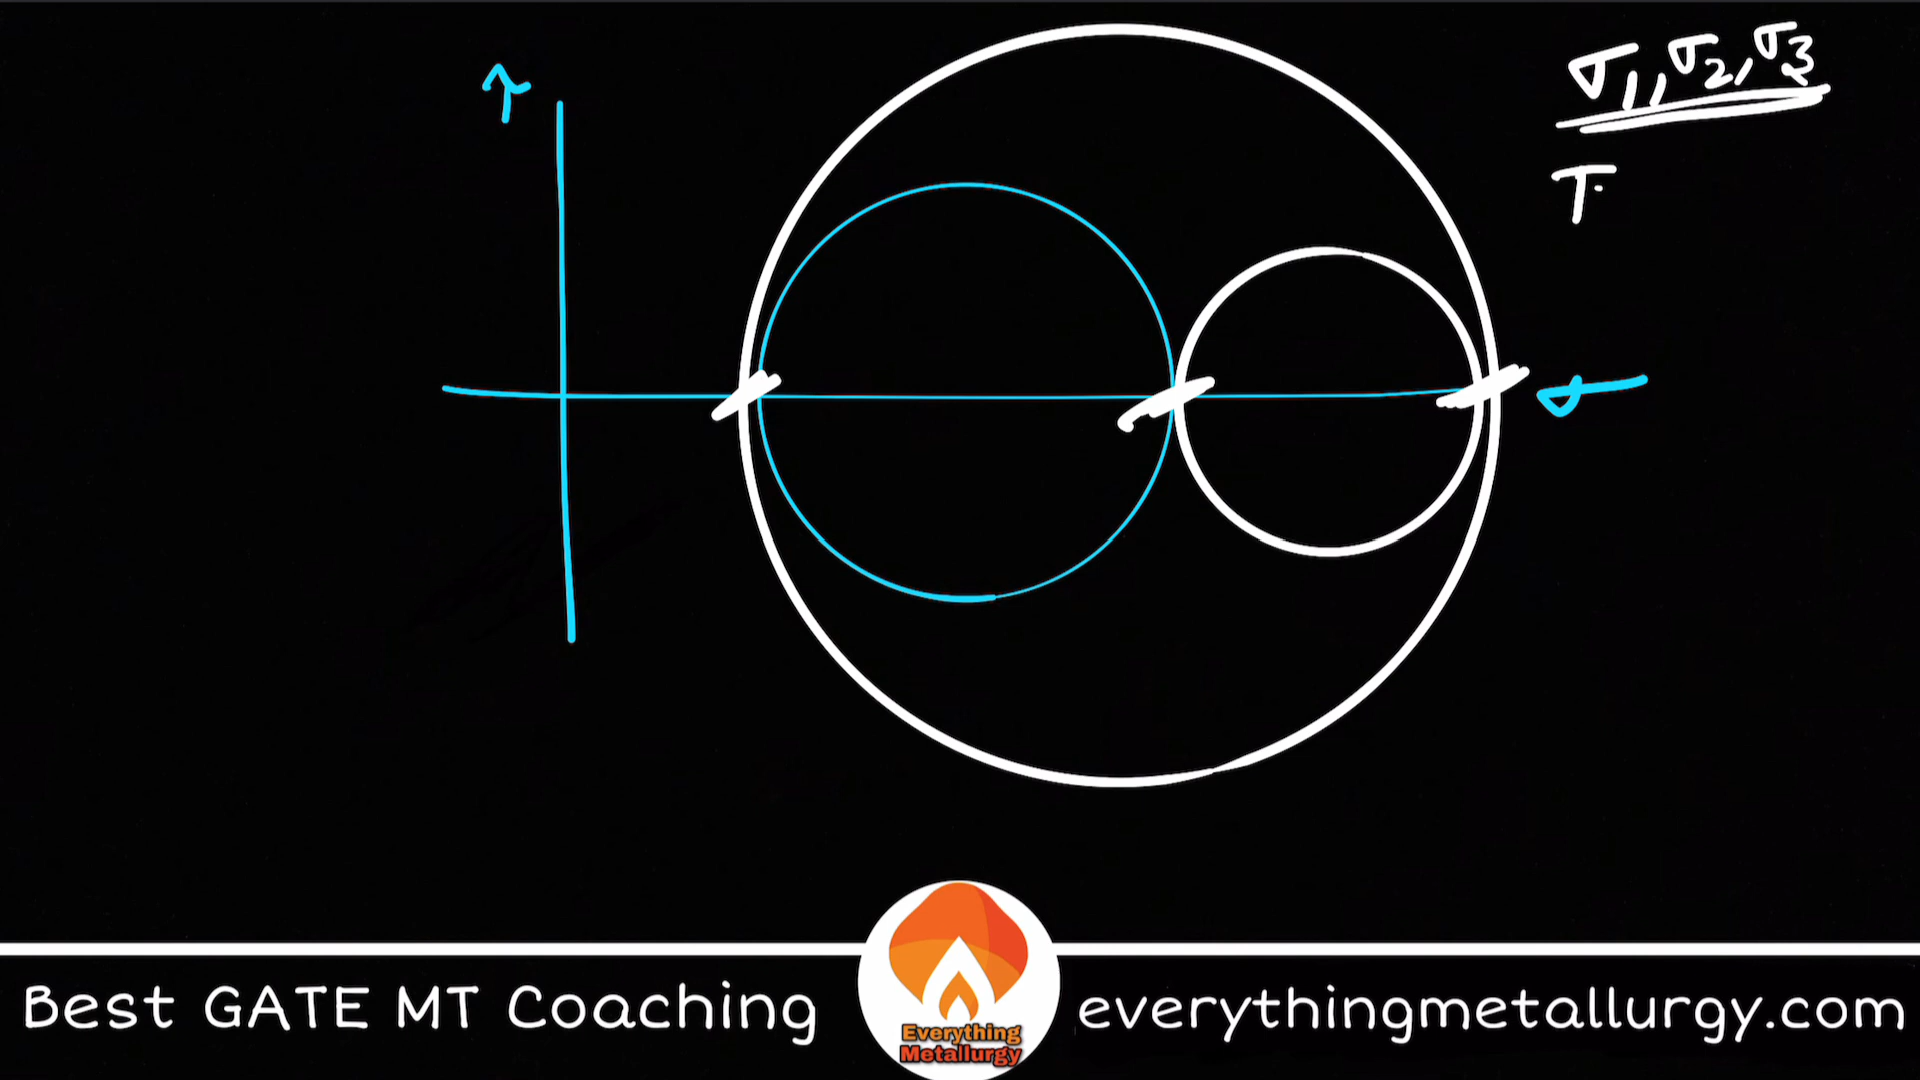 τ
σ1, σ2, σ3
T
σ
Best GATE MT Coaching
Everything
Metallurgy
everythingmetallurgy.com